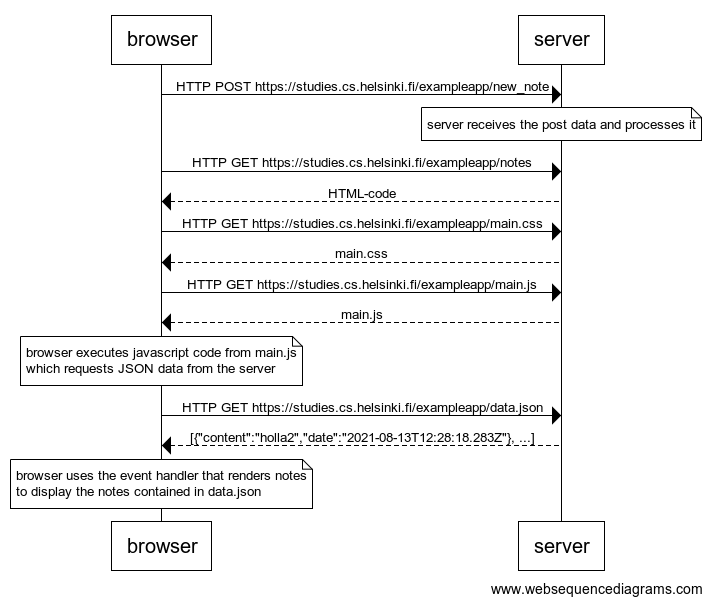 browser server
HTTP POST https://studies.cs.helsinki.fi/exampleapp/new_note
server receives the post data and processes it
HTTP GET https://studies.cs.helsinki.fi/exampleapp/notes
HTML-code
HTTP GET https://studies.cs.helsinki.fi/exampleapp/main.css
main.css
HTTP GET https://studies.cs.helsinki.fi/exampleapp/main.js
main.js
browser executes javascript code from main.js
which requests JSON data from the server
HTTP GET https://studies.cs.helsinki.fi/exampleapp/data.json
[{"content":"holla2","date":"2021-08-13T12:28:18.283Z"}, ...]
browser uses the event handler that renders notes
to display the notes contained in data.json
browser server
www.websequencediagrams.com